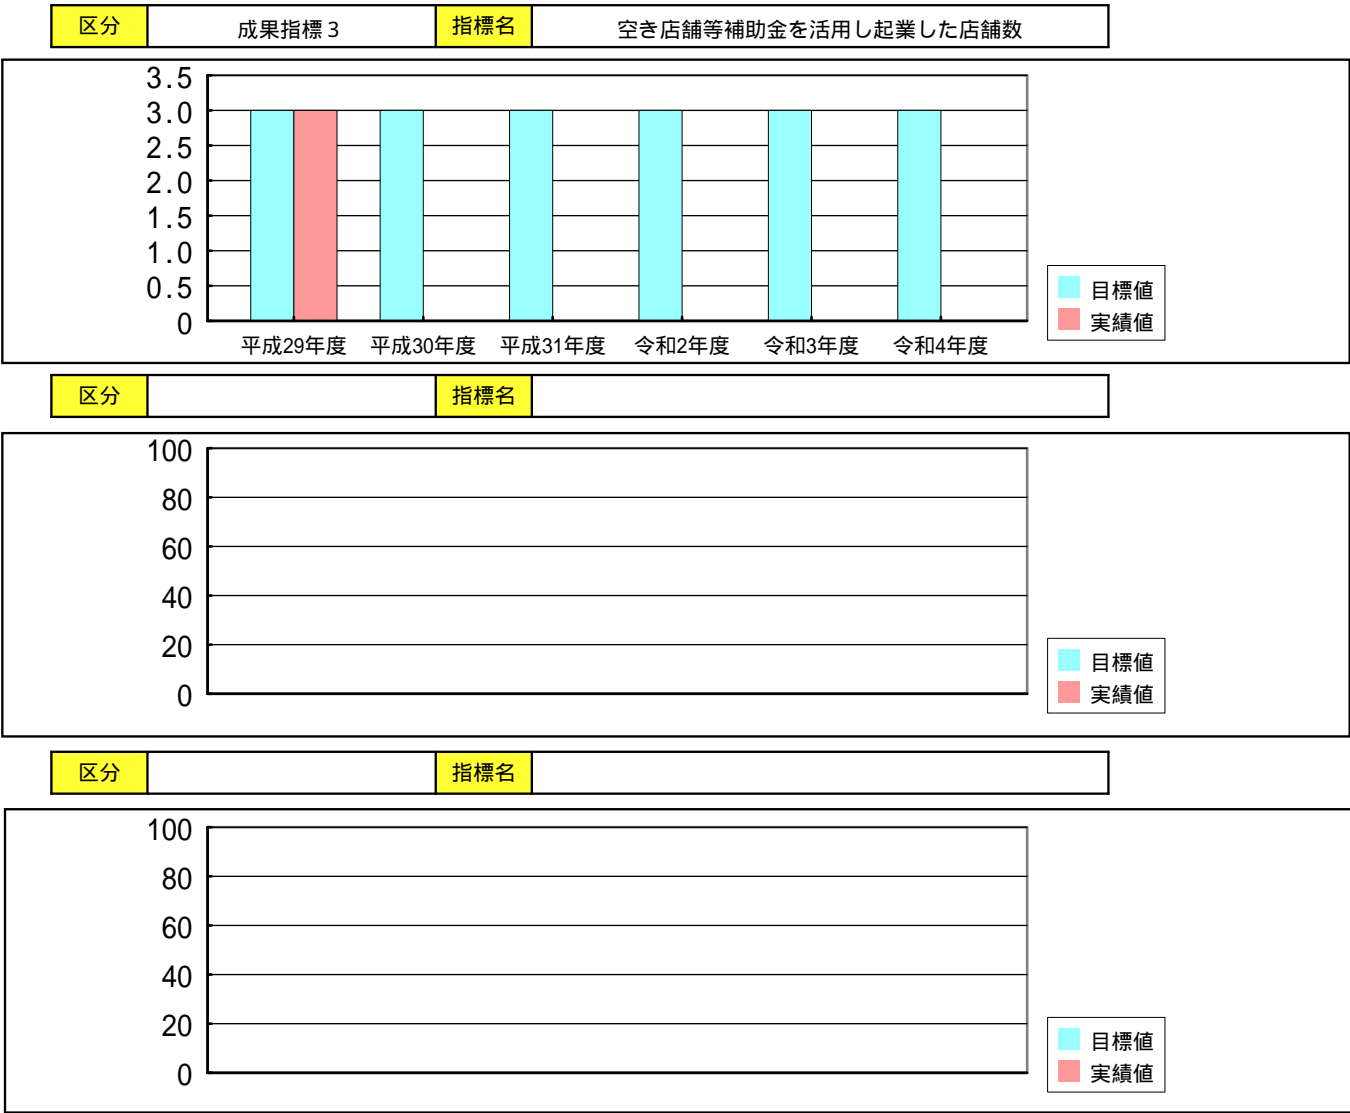 区分 成果指標３ 指標名 空き店舗等補助金を活用し起業した店舗数
3.5
3.0
2.5
2.0
1.5
1.0
0.5
0
平成29年度 平成30年度 平成31年度 令和2年度 令和3年度 令和4年度
目標値
実績値
区分 指標名
100
80
60
40
20
0
目標値
実績値
区分 指標名
100
80
60
40
20
0
目標値
実績値